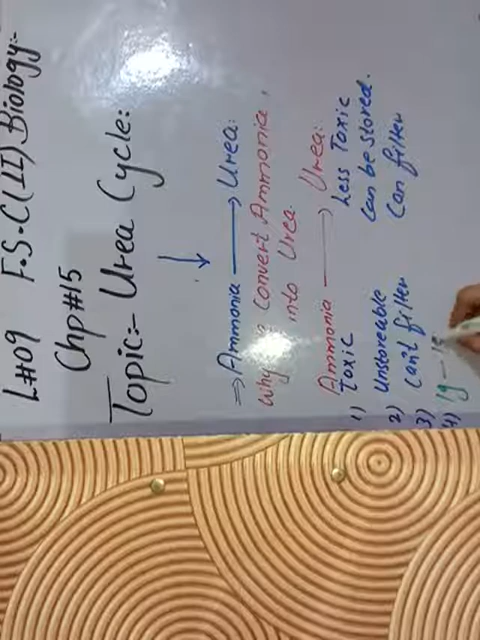 L#09 F.S.C(II) Biology:-
Chp#15
Topic:- Urea Cycle:
↓
⇒ Ammonia → Urea:
Why Convert Ammonia,
into Urea.
Ammonia → Urea:
1) Toxic Less Toxic
2) Unstoreable Can be stored.
3) Can't filter Can filter
4) 1g -